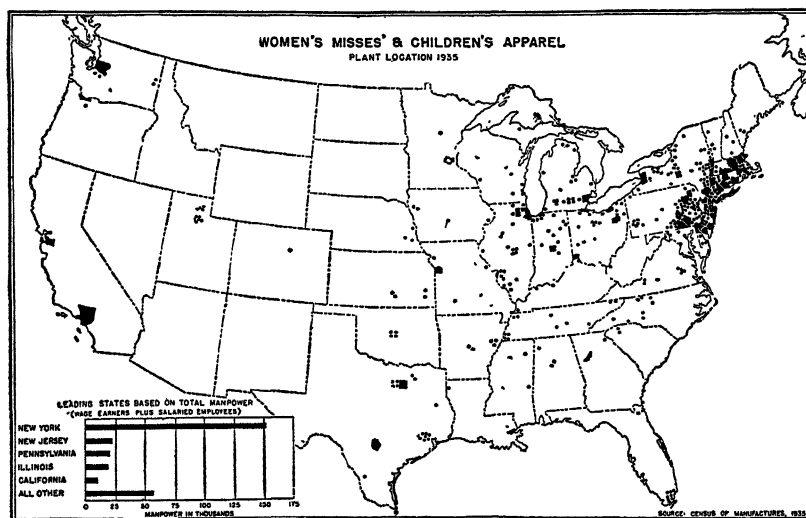 WOMEN'S MISSES' & CHILDREN'S APPAREL
PLANT LOCATION 1935
LEADING STATES BASED ON TOTAL MANPOWER
(WAGE EARNERS PLUS SALARIED EMPLOYEES)
NEW YORK
NEW JERSEY
PENNSYLVANIA
ILLINOIS
CALIFORNIA
ALL OTHER
0 25 50 75 100 125 150 175
MANPOWER IN THOUSANDS
SOURCE: CENSUS OF MANUFACTURES, 1935